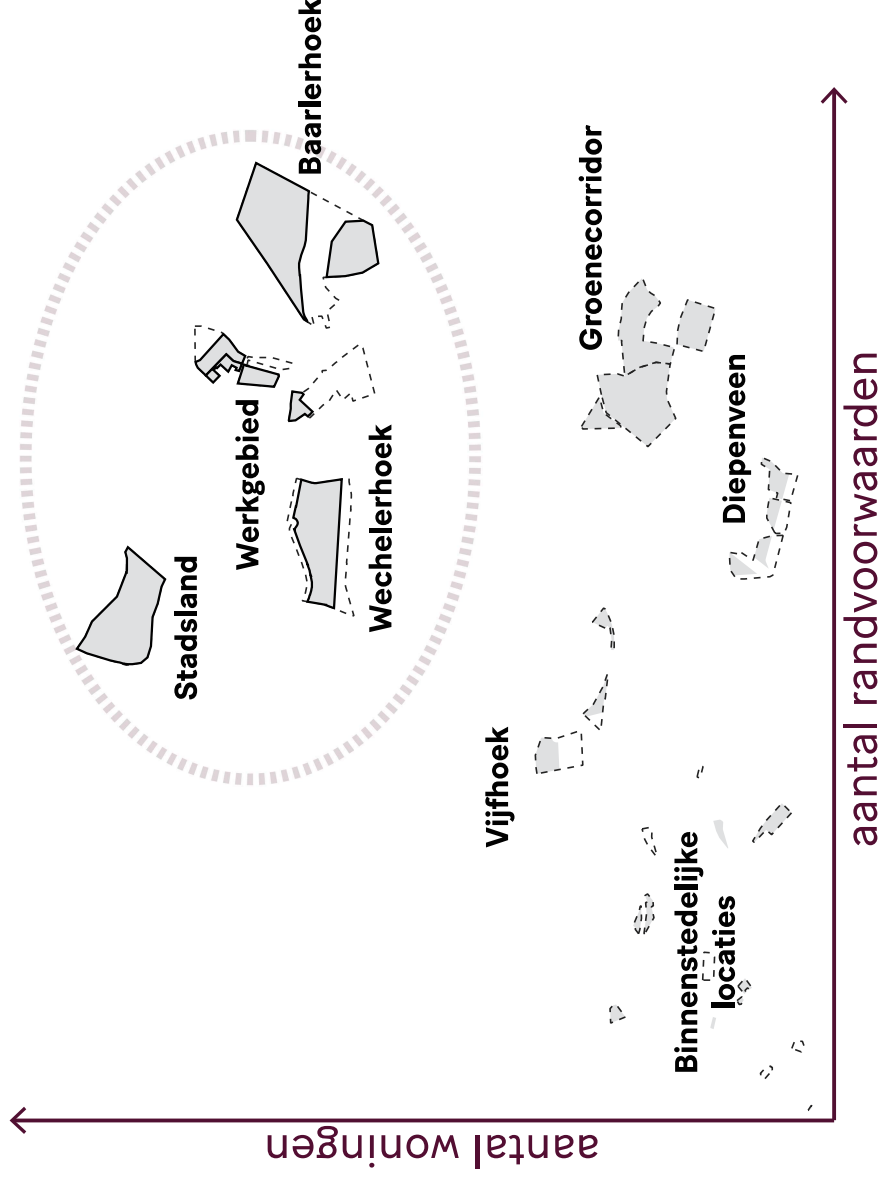 Baarlerhoek
Werkgebied
Stadsland
Wechelerhoek
Groenecorridor
Diepenveen
Vijfhoek
Binnenstedelijke
locaties
aantal woningen
aantal randvoorwaarden